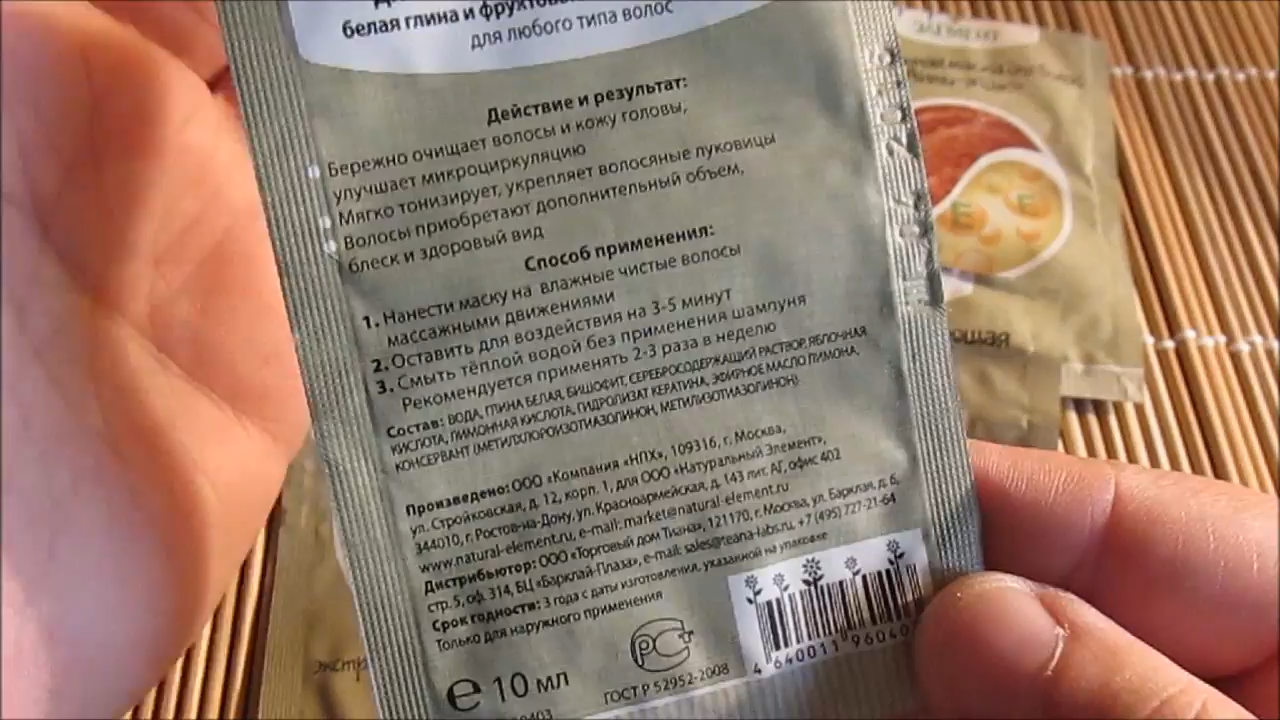 белая глина и
для любого типа волос
Действие и результат:
Бережно очищает волосы и кожу головы,
улучшает микроциркуляцию
Мягко тонизирует, укрепляет волосяные луковицы
Волосы приобретают дополнительный объем,
блеск и здоровый вид
Способ применения:
1. Нанести маску на влажные чистые волосы
массажными движениями
2. Оставить для воздействия на 3-5 минут
3. Смыть тёплой водой без применения шампуня
Рекомендуется применять 2-3 раза в неделю
Состав: ВОДА, ГЛИНА БЕЛАЯ, БИШОФИТ, СЕРЕБРОСОДЕРЖАЩИЙ РАСТВОР, ЯБЛОЧНАЯ
КИСЛОТА, ЛИМОННАЯ КИСЛОТА, ГИДРОЛИЗАТ КЕРАТИНА, ЭФИРНОЕ МАСЛО ЛИМОНА,
КОНСЕРВАНТ (МЕТИЛХЛОРОИЗОТИАЗОЛИНОН, МЕТИЛИЗОТИАЗОЛИНОН)
Произведено: ООО «Компания «НПХ», 109316, г. Москва,
ул. Стройковская, д. 12, корп. 1, для ООО «Натуральный Элемент»,
344010, г. Ростов-на-Дону, ул. Красноармейская, д. 143 лит. АГ, офис 402
www.natural-element.ru, e-mail: market@natural-element.ru
Дистрибьютор: ООО «Торговый дом Тиана», 121170, г. Москва, ул. Барклая, д. 6,
стр. 5, оф. 314, БЦ «Барклай-Плаза», e-mail: sales@teana-labs.ru, +7 (495) 727-21-64
Срок годности: 3 года с даты изготовления, указанной на упаковке
Только для наружного применения
4 640011 96040
℮ 10 мл
РСТ
ГОСТ Р 52952-2008
E E